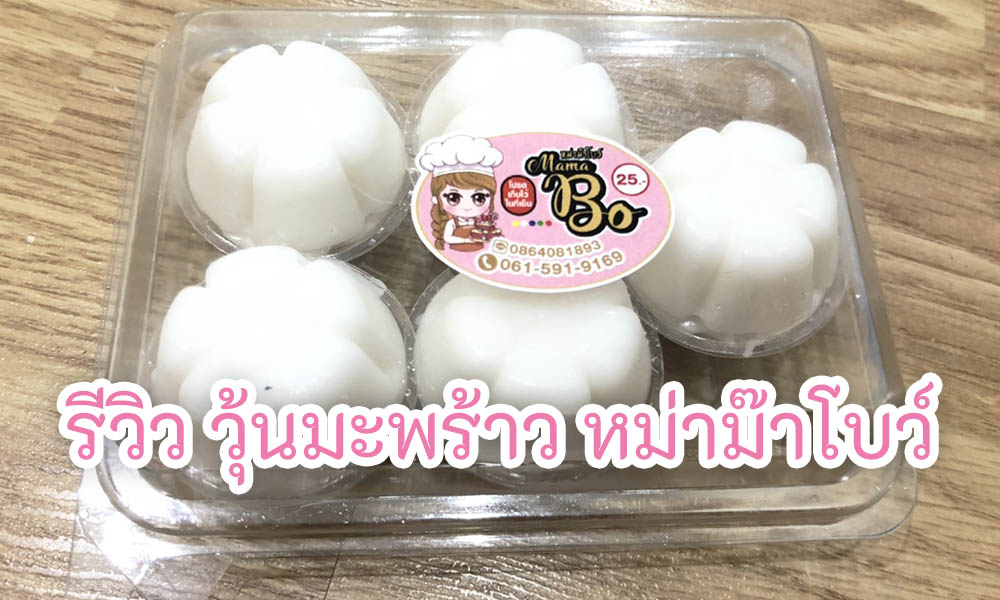 หม่าม๊าโบว์
Mama
Bo
25.-
โปรด
เก็บไว้
ในที่เย็น
0864081893
061-591-9169
รีวิว วุ้นมะพร้าว หม่าม๊าโบว์